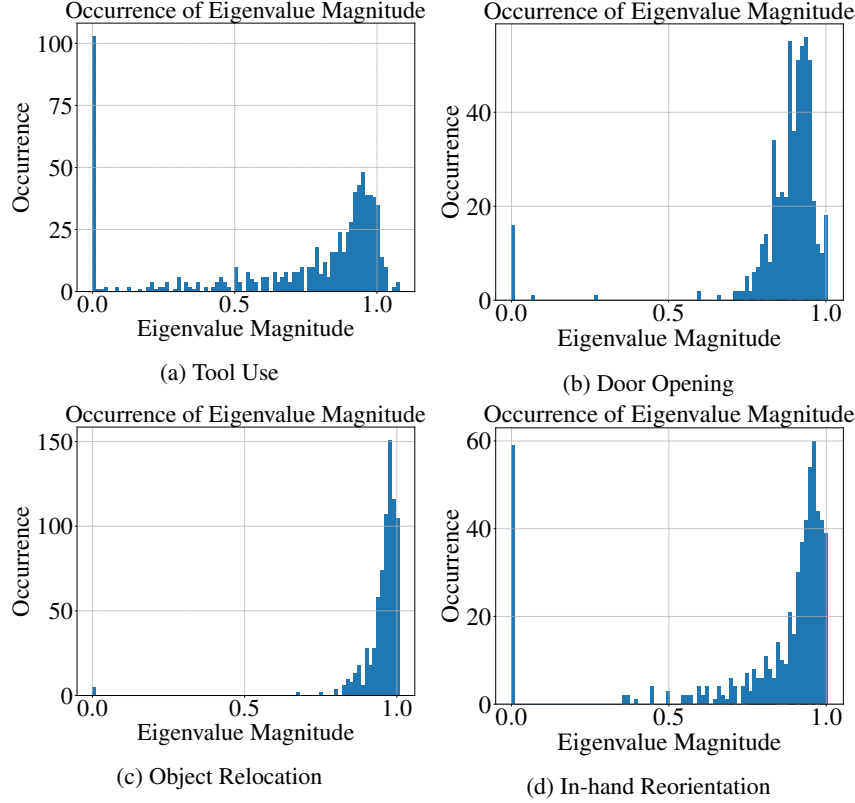 Occurrence of Eigenvalue Magnitude
100
75
50
25
0
Occurrence
0.0 0.5 1.0
Eigenvalue Magnitude
(a) Tool Use
Occurrence of Eigenvalue Magnitude
40
20
0
Occurrence
0.0 0.5 1.0
Eigenvalue Magnitude
(b) Door Opening
Occurrence of Eigenvalue Magnitude
150
100
50
0
Occurrence
0.0 0.5 1.0
Eigenvalue Magnitude
(c) Object Relocation
Occurrence of Eigenvalue Magnitude
60
40
20
0
Occurrence
0.0 0.5 1.0
Eigenvalue Magnitude
(d) In-hand Reorientation